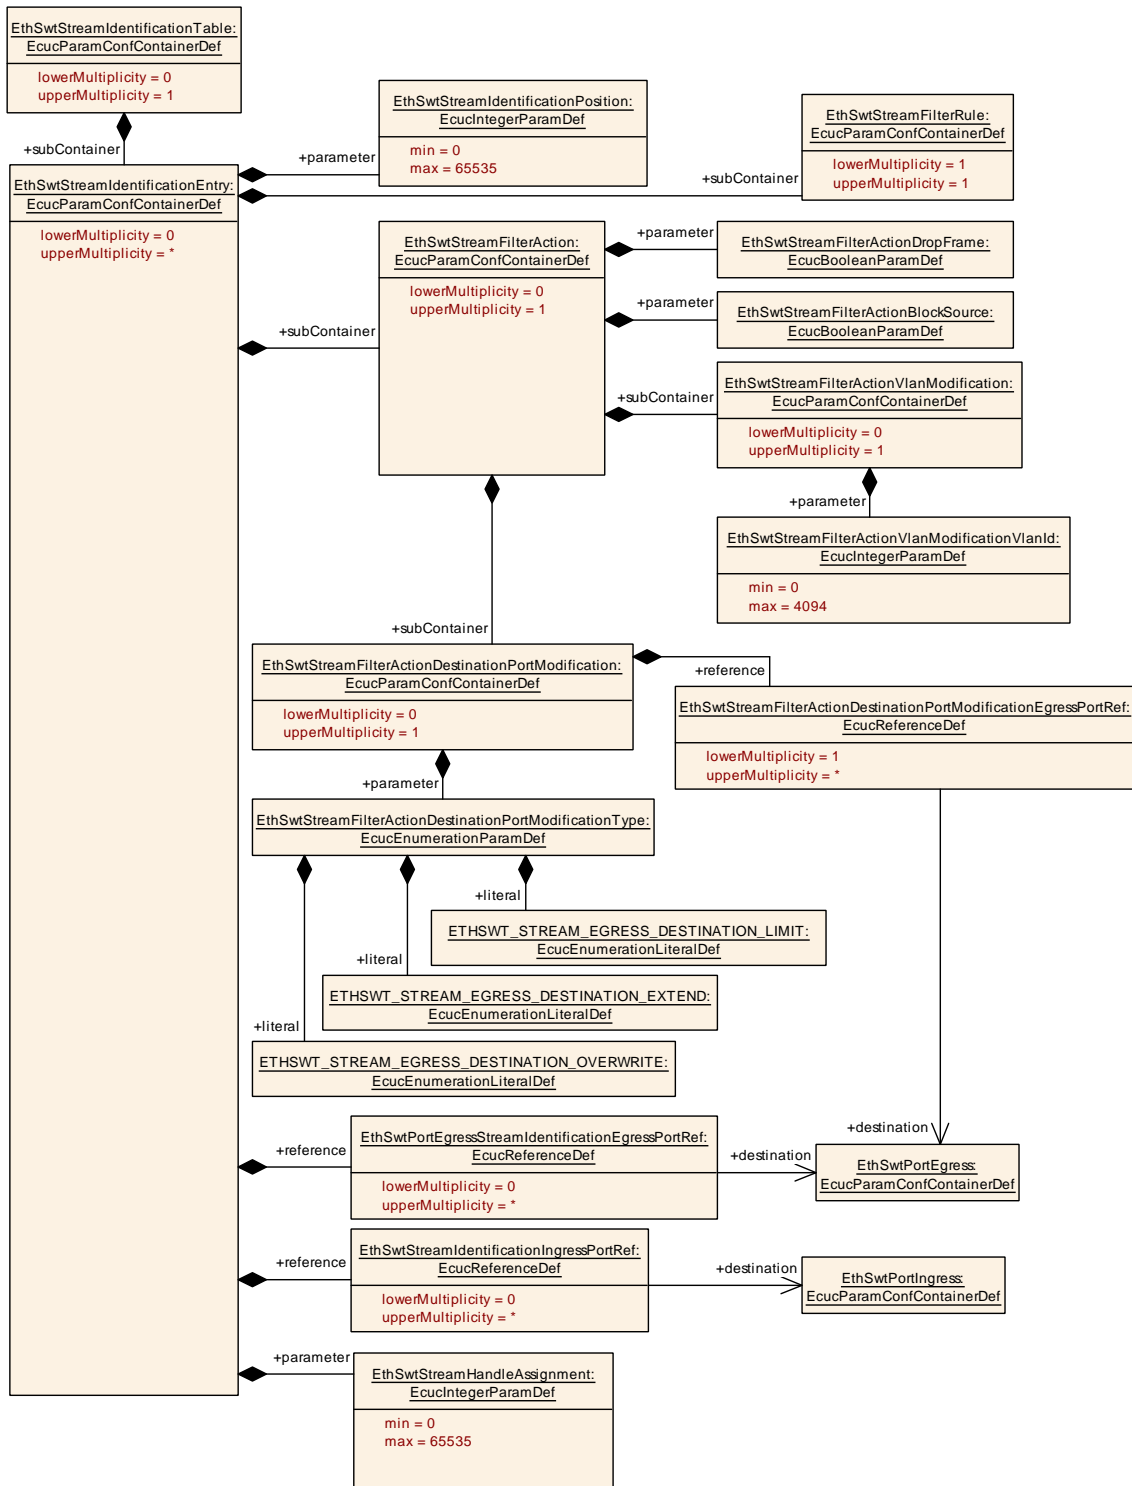 EthSwtStreamIdentificationTable:
EcucParamConfContainerDef
lowerMultiplicity = 0
upperMultiplicity = 1
+subContainer
EthSwtStreamIdentificationEntry:
EcucParamConfContainerDef
lowerMultiplicity = 0
upperMultiplicity = *
+parameter
EthSwtStreamIdentificationPosition:
EcucIntegerParamDef
min = 0
max = 65535
+subContainer
EthSwtStreamFilterRule:
EcucParamConfContainerDef
lowerMultiplicity = 1
upperMultiplicity = 1
+subContainer
EthSwtStreamFilterAction:
EcucParamConfContainerDef
lowerMultiplicity = 0
upperMultiplicity = 1
+parameter
EthSwtStreamFilterActionDropFrame:
EcucBooleanParamDef
+parameter
EthSwtStreamFilterActionBlockSource:
EcucBooleanParamDef
+subContainer
EthSwtStreamFilterActionVlanModification:
EcucParamConfContainerDef
lowerMultiplicity = 0
upperMultiplicity = 1
+parameter
EthSwtStreamFilterActionVlanModificationVlanId:
EcucIntegerParamDef
min = 0
max = 4094
+subContainer
EthSwtStreamFilterActionDestinationPortModification:
EcucParamConfContainerDef
lowerMultiplicity = 0
upperMultiplicity = 1
+reference
EthSwtStreamFilterActionDestinationPortModificationEgressPortRef:
EcucReferenceDef
lowerMultiplicity = 1
upperMultiplicity = *
+parameter
EthSwtStreamFilterActionDestinationPortModificationType:
EcucEnumerationParamDef
+literal
ETHSWT_STREAM_EGRESS_DESTINATION_LIMIT:
EcucEnumerationLiteralDef
+literal
ETHSWT_STREAM_EGRESS_DESTINATION_EXTEND:
EcucEnumerationLiteralDef
+literal
ETHSWT_STREAM_EGRESS_DESTINATION_OVERWRITE:
EcucEnumerationLiteralDef
+reference
EthSwtPortEgressStreamIdentificationEgressPortRef:
EcucReferenceDef
lowerMultiplicity = 0
upperMultiplicity = *
+destination
+destination
EthSwtPortEgress:
EcucParamConfContainerDef
+reference
EthSwtStreamIdentificationIngressPortRef:
EcucReferenceDef
lowerMultiplicity = 0
upperMultiplicity = *
+destination
EthSwtPortIngress:
EcucParamConfContainerDef
+parameter
EthSwtStreamHandleAssignment:
EcucIntegerParamDef
min = 0
max = 65535